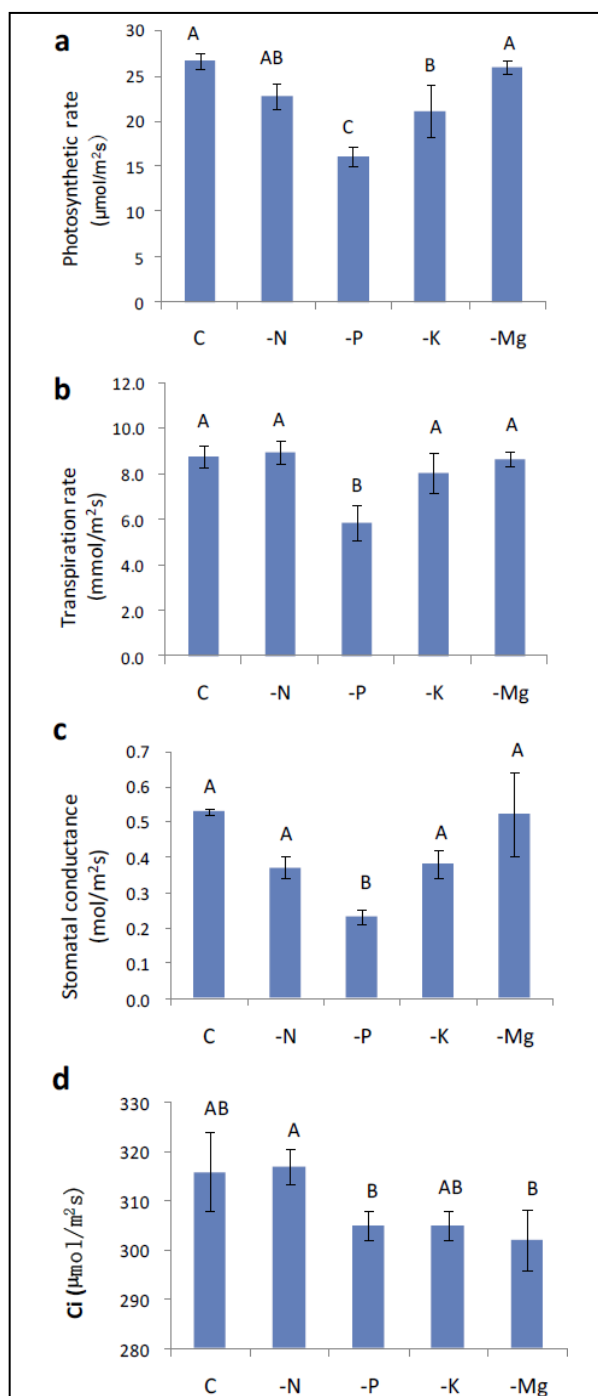 a
Photosynthetic rate
(μmol/m²s)
30
25
20
15
10
5
0
A
AB
C
B
A
C -N -P -K -Mg
b
Transpiration rate
(mmol/m²s)
12.0
10.0
8.0
6.0
4.0
2.0
0.0
A
A
B
A
A
C -N -P -K -Mg
c
Stomatal conductance
(mol/m²s)
0.7
0.6
0.5
0.4
0.3
0.2
0.1
0.0
A
A
B
A
A
C -N -P -K -Mg
d
Ci (μmol/m²s)
330
320
310
300
290
280
AB
A
B
AB
B
C -N -P -K -Mg